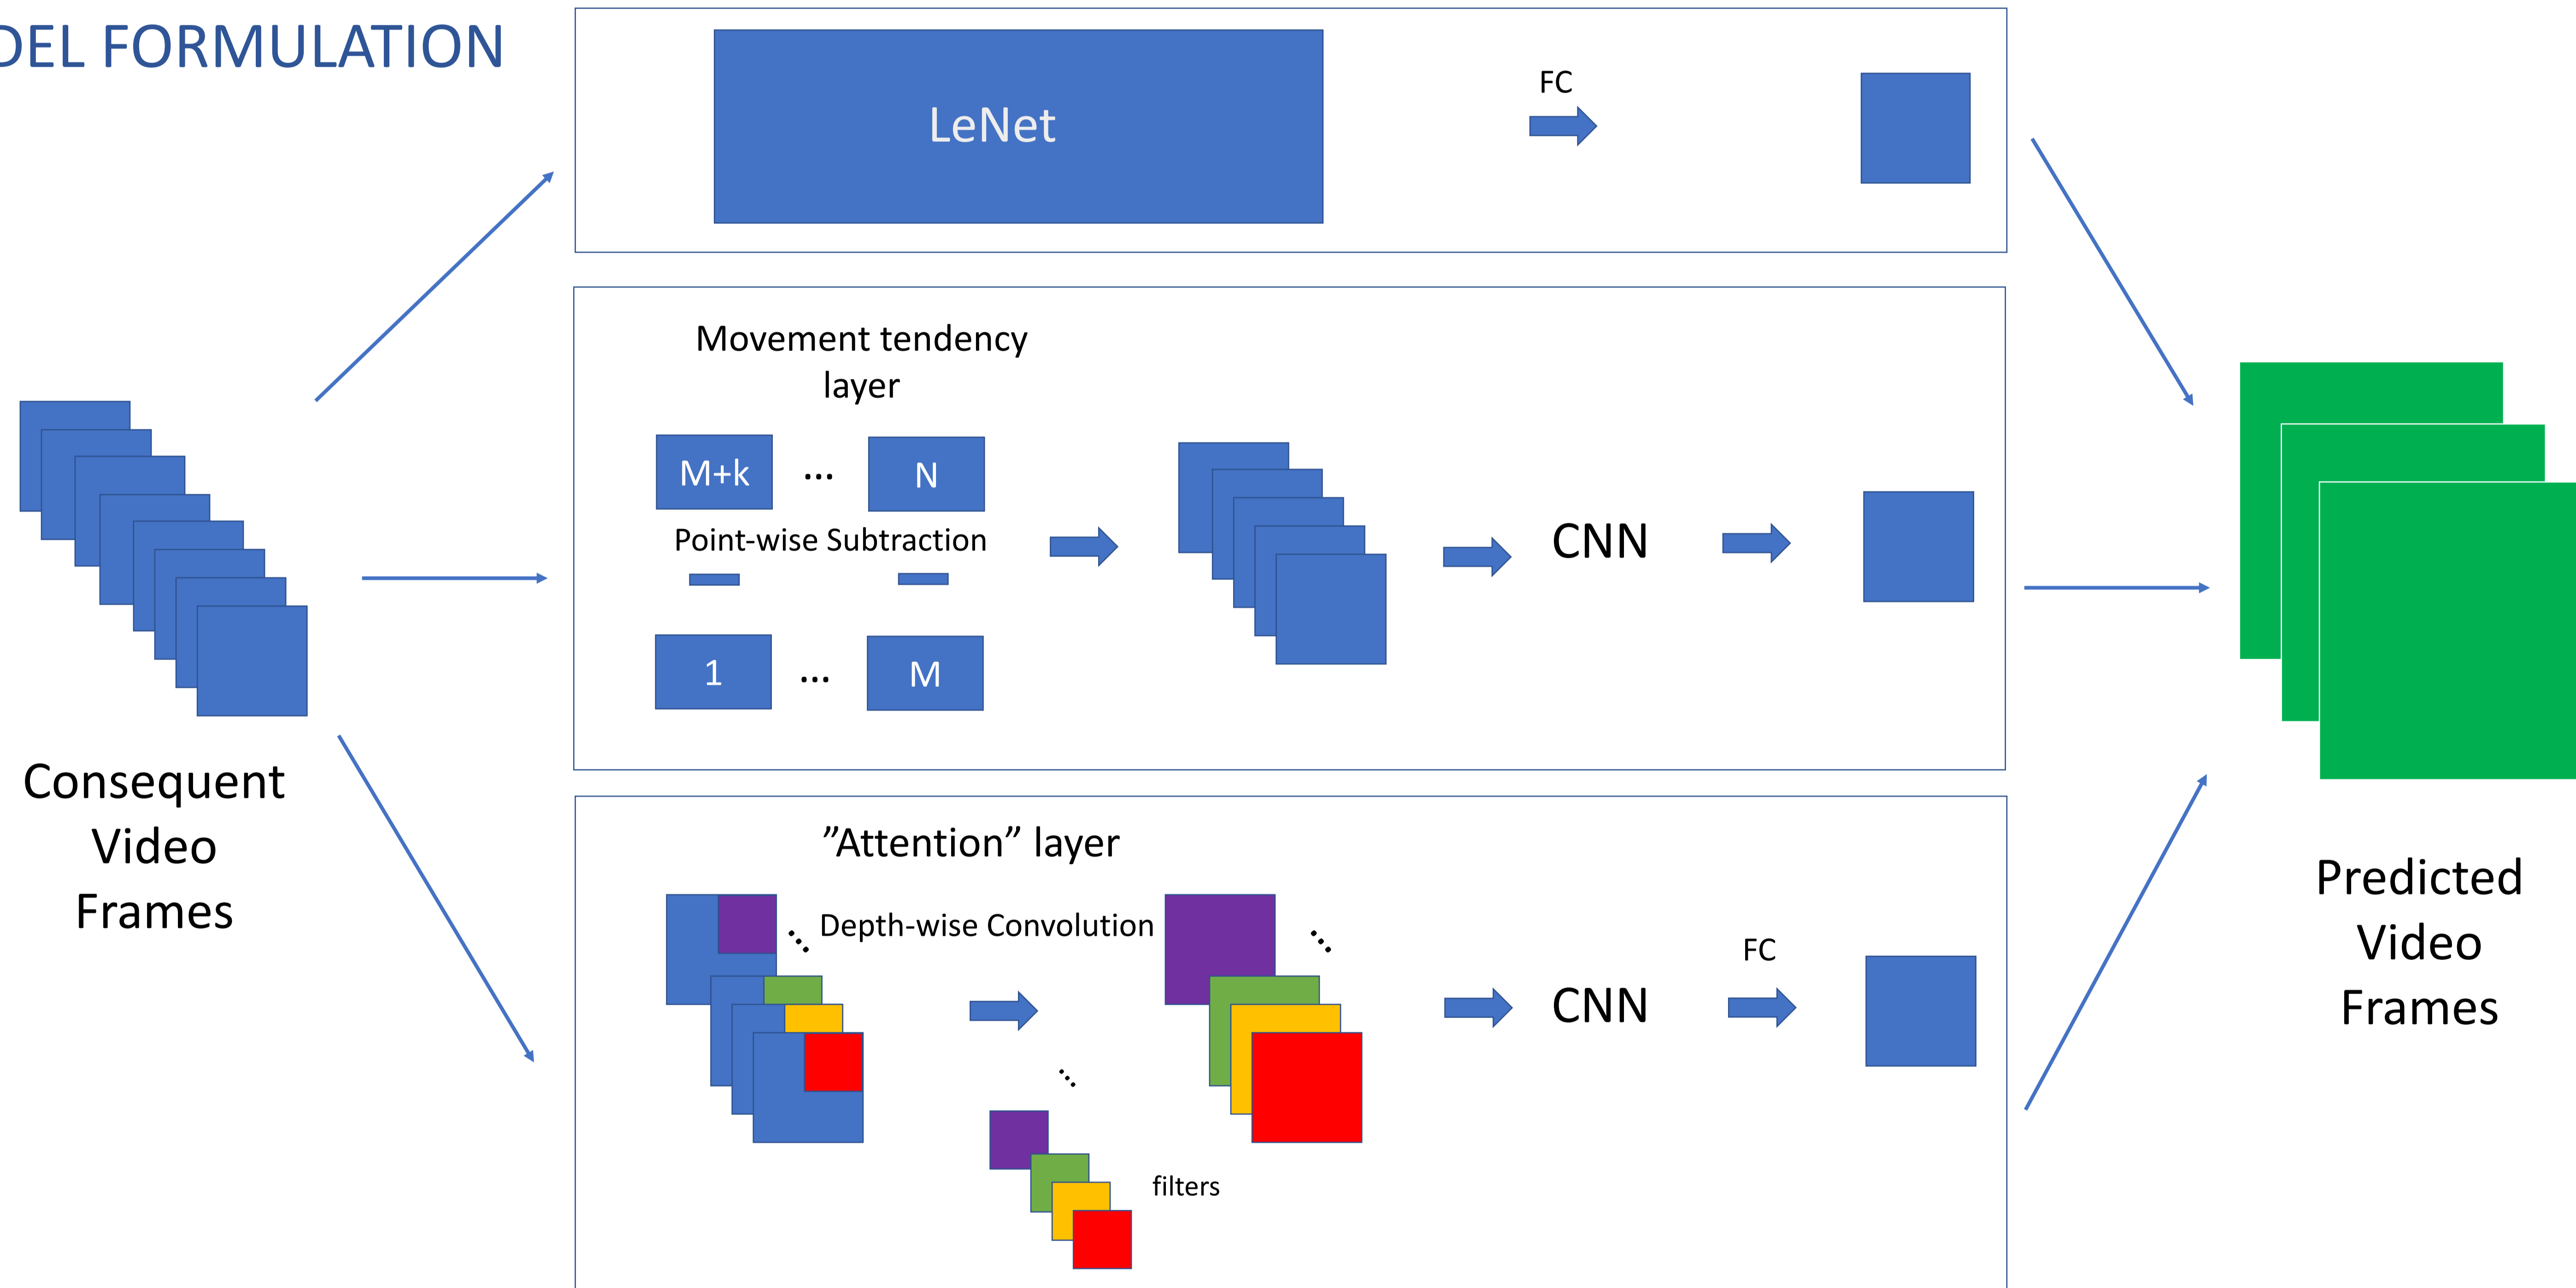 DEL FORMULATION
LeNet
FC
Movement tendency
layer
M+k ... N
Point-wise Subtraction
1 ... M
CNN
Consequent
Video
Frames
”Attention” layer
Depth-wise Convolution
CNN
FC
filters
Predicted
Video
Frames